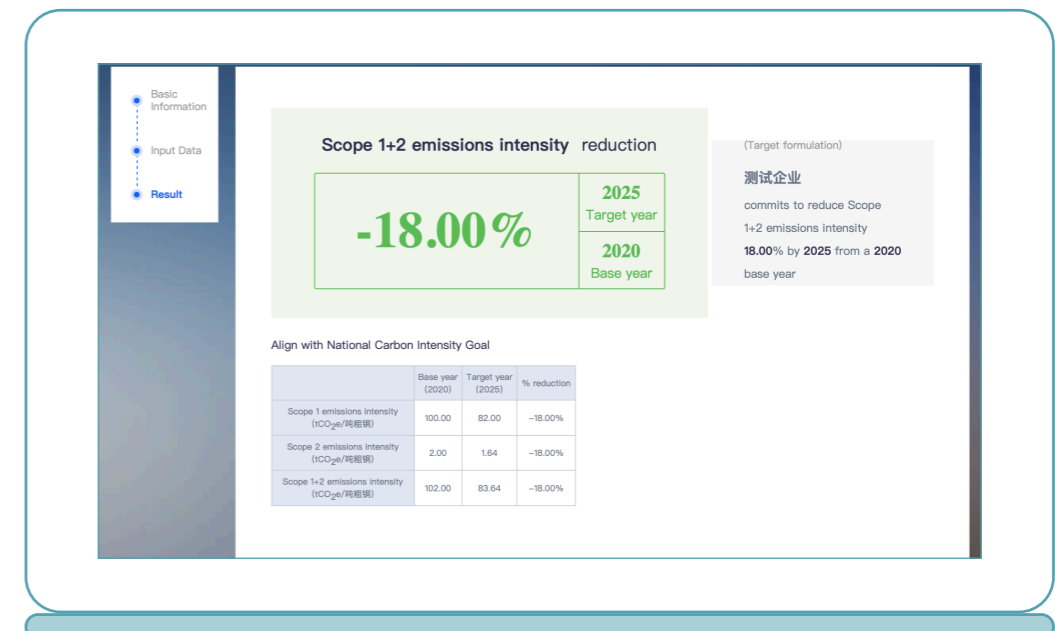 Basic
Information
Input Data
Result
Scope 1+2 emissions intensity reduction
-18.00%
2025
Target year
2020
Base year
(Target formulation)
测试企业
commits to reduce Scope
1+2 emissions intensity
18.00% by 2025 from a 2020
base year
Align with National Carbon Intensity Goal
Base year (2020) Target year (2025) % reduction
Scope 1 emissions intensity (tCO2e/吨粗钢) 100.00 82.00 -18.00%
Scope 2 emissions intensity (tCO2e/吨粗钢) 2.00 1.64 -18.00%
Scope 1+2 emissions intensity (tCO2e/吨粗钢) 102.00 83.64 -18.00%